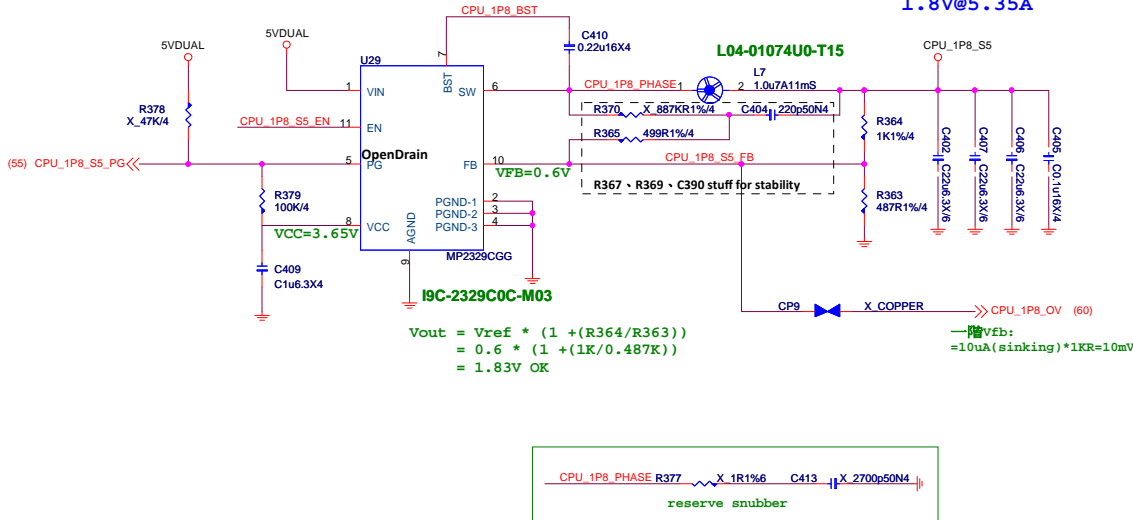 1.8V@5.35A
CPU_1P8_BST
C410
0.22u16X4
L04-01074U0-T15
5VDUAL
5VDUAL
CPU_1P8_S5
U29
7
BST
L7
1.0u7A11mS
R378
X_47K/4
1
VIN
SW
6
CPU_1P8_PHASE
1
2
R370
X_887KR1%/4
C404
220p50N4
R364
1K1%/4
C402
C22u6.3X/6
C407
C22u6.3X/6
C406
C22u6.3X/6
C405
C0.1u16X/4
CPU_1P8_S5_EN
11
EN
R365
499R1%/4
OpenDrain
(55)
CPU_1P8_S5_PG
5
PG
FB
10
CPU_1P8_S5_FB
VFB=0.6V
R367、R369、C390 stuff for stability
R379
100K/4
R363
487R1%/4
PGND-1
2
PGND-2
3
PGND-3
4
8
VCC
VCC=3.65V
AGND
9
MP2329CGG
C409
C1u6.3X4
I9C-2329C0C-M03
CP9
X_COPPER
CPU_1P8_OV
(60)
Vout = Vref * (1 +(R364/R363))
= 0.6 * (1 +(1K/0.487K))
= 1.83V OK
一階Vfb:
=10uA(sinking)*1KR=10mV
CPU_1P8_PHASE
R377
X_1R1%6
C413
X_2700p50N4
reserve snubber